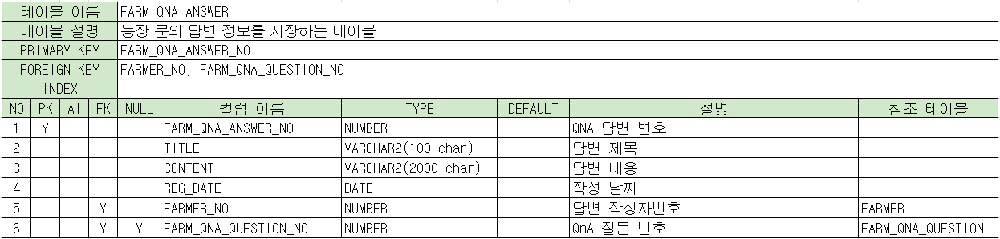 테이블 이름 FARM_QNA_ANSWER
테이블 설명 농장 문의 답변 정보를 저장하는 테이블
PRIMARY KEY FARM_QNA_ANSWER_NO
FOREIGN KEY FARMER_NO, FARM_QNA_QUESTION_NO
INDEX
NO PK AI FK NULL 컬럼 이름 TYPE DEFAULT 설명 참조 테이블
1 Y FARM_QNA_ANSWER_NO NUMBER QNA 답변 번호
2 TITLE VARCHAR2(100 char) 답변 제목
3 CONTENT VARCHAR2(2000 char) 답변 내용
4 REG_DATE DATE 작성 날짜
5 Y FARMER_NO NUMBER 답변 작성자번호 FARMER
6 Y Y FARM_QNA_QUESTION_NO NUMBER QnA 질문 번호 FARM_QNA_QUESTION